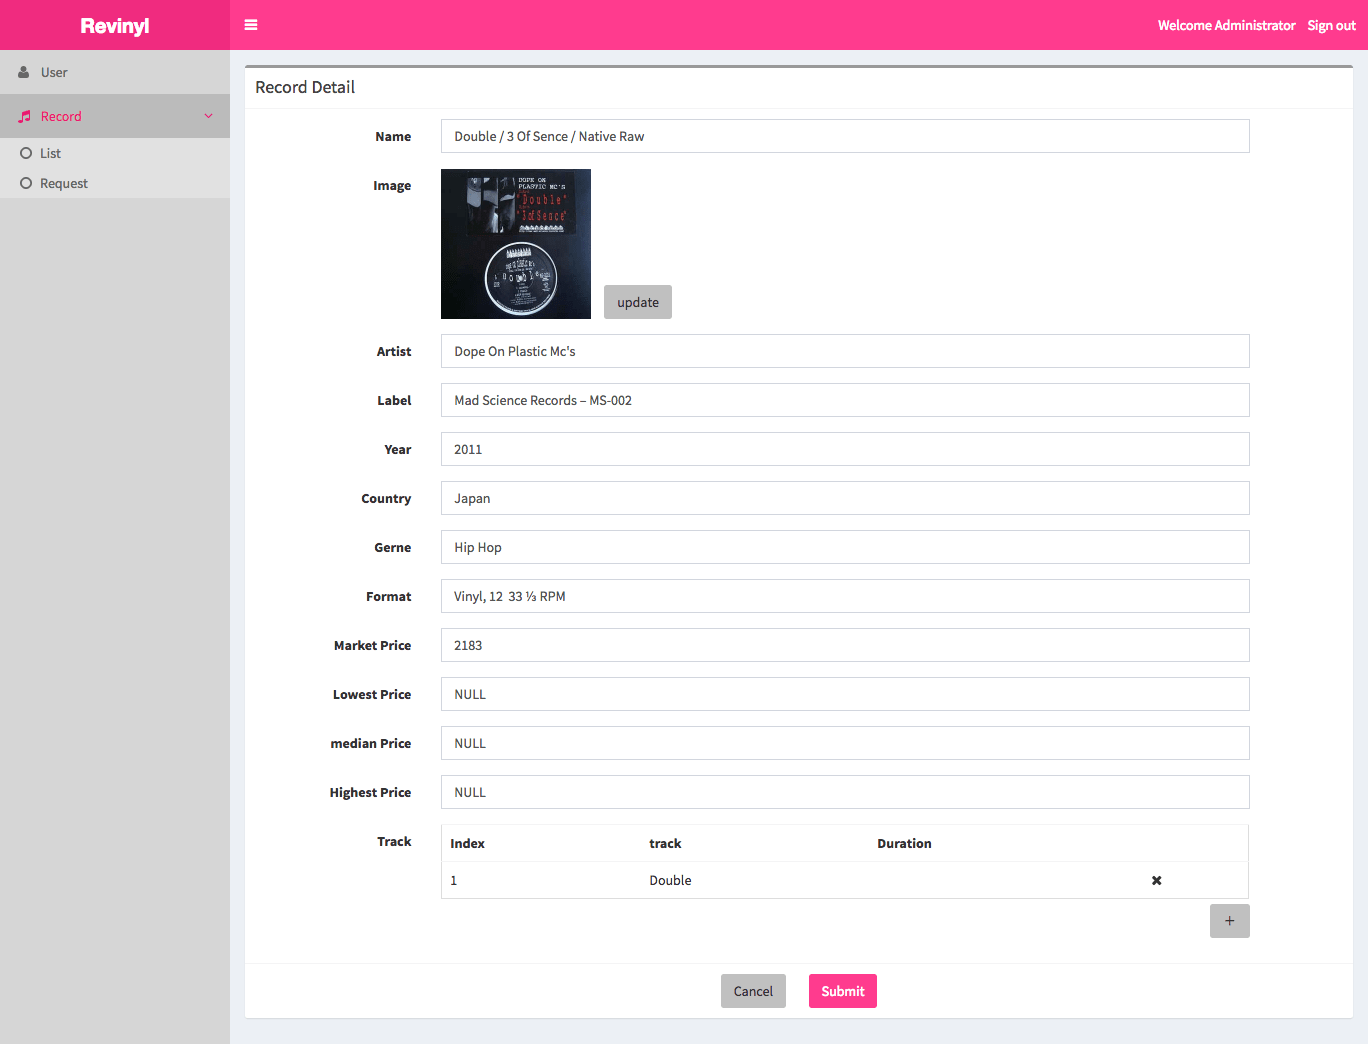 Revinyl
Welcome Administrator Sign out
User
Record
List
Request
Record Detail
Name Double / 3 Of Sence / Native Raw
Image
DOPE ON
PLASTIC MC'S
"Double"
"3 of Sence"
Double
update
Artist Dope On Plastic Mc's
Label Mad Science Records – MS-002
Year 2011
Country Japan
Gerne Hip Hop
Format Vinyl, 12 33 ⅓ RPM
Market Price 2183
Lowest Price NULL
median Price NULL
Highest Price NULL
Track
Index track Duration
1 Double
+
Cancel Submit